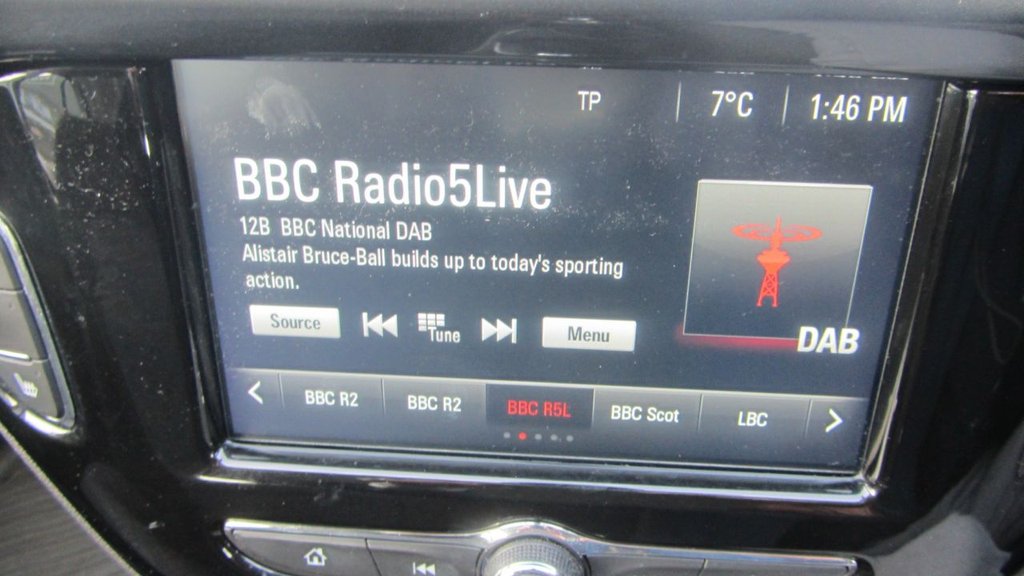 TP 7°C 1:46 PM
BBC Radio5Live
12B BBC National DAB
Alistair Bruce-Ball builds up to today's sporting
action.
DAB
Source Tune Menu
BBC R2 BBC R2 BBC R5L BBC Scot LBC